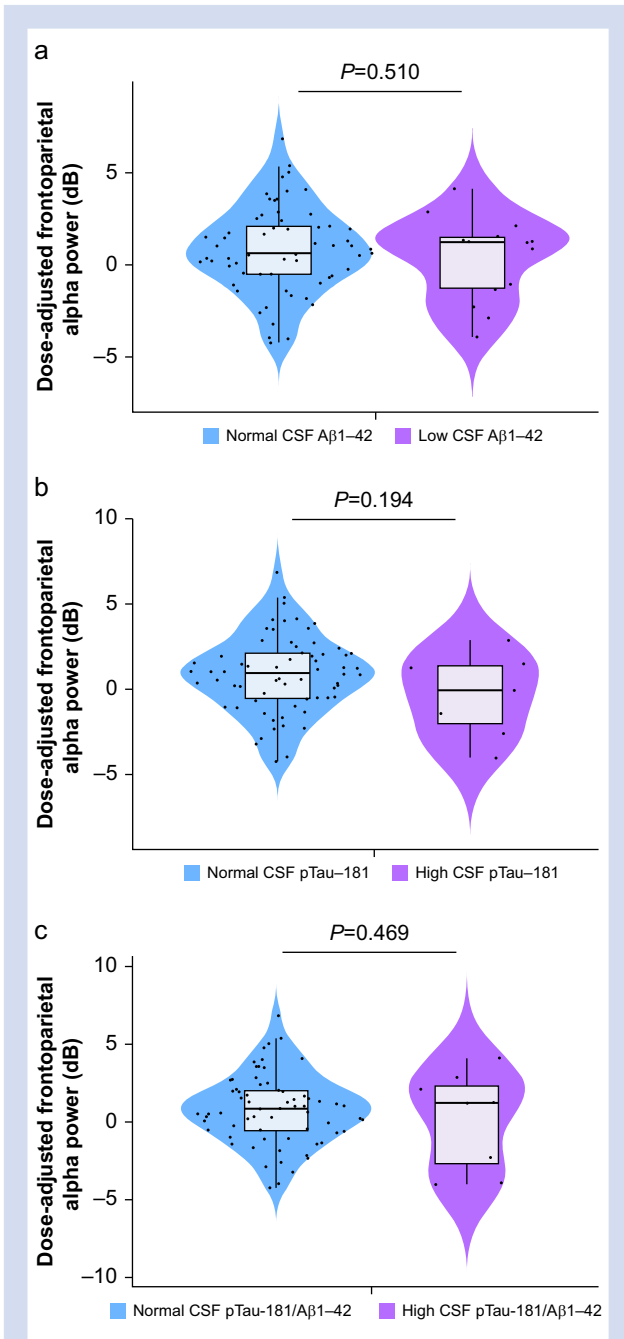 a
P=0.510
Dose-adjusted frontoparietal
alpha power (dB)
5
0
–5
Normal CSF Aβ1–42
Low CSF Aβ1–42
b
P=0.194
Dose-adjusted frontoparietal
alpha power (dB)
10
5
0
–5
Normal CSF pTau–181
High CSF pTau–181
c
P=0.469
Dose-adjusted frontoparietal
alpha power (dB)
10
5
0
–5
–10
Normal CSF pTau-181/Aβ1–42
High CSF pTau-181/Aβ1–42